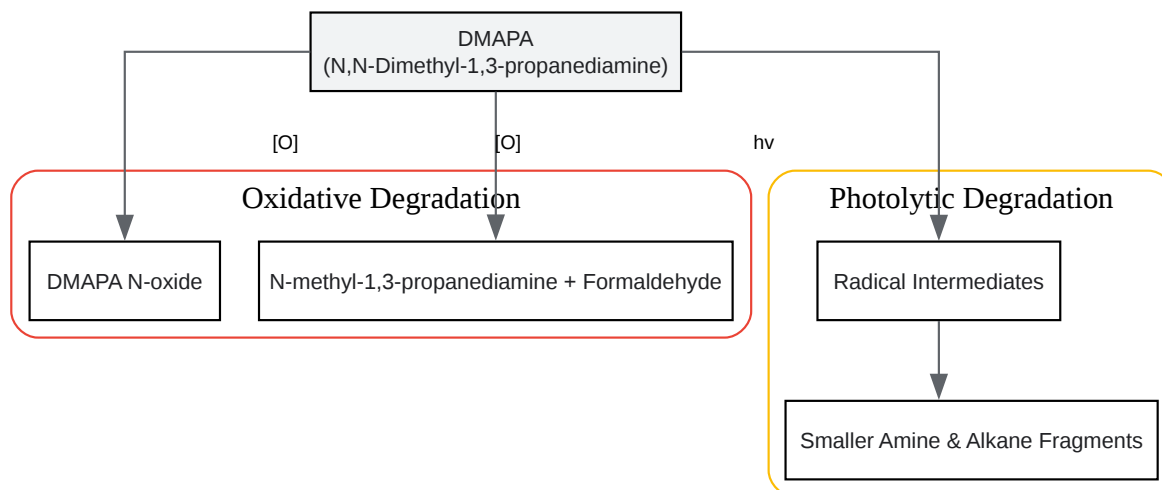 DMAPA
(N,N-Dimethyl-1,3-propanediamine)
[O]
[O]
hν
Oxidative Degradation
Photolytic Degradation
DMAPA N-oxide
N-methyl-1,3-propanediamine + Formaldehyde
Radical Intermediates
Smaller Amine & Alkane Fragments